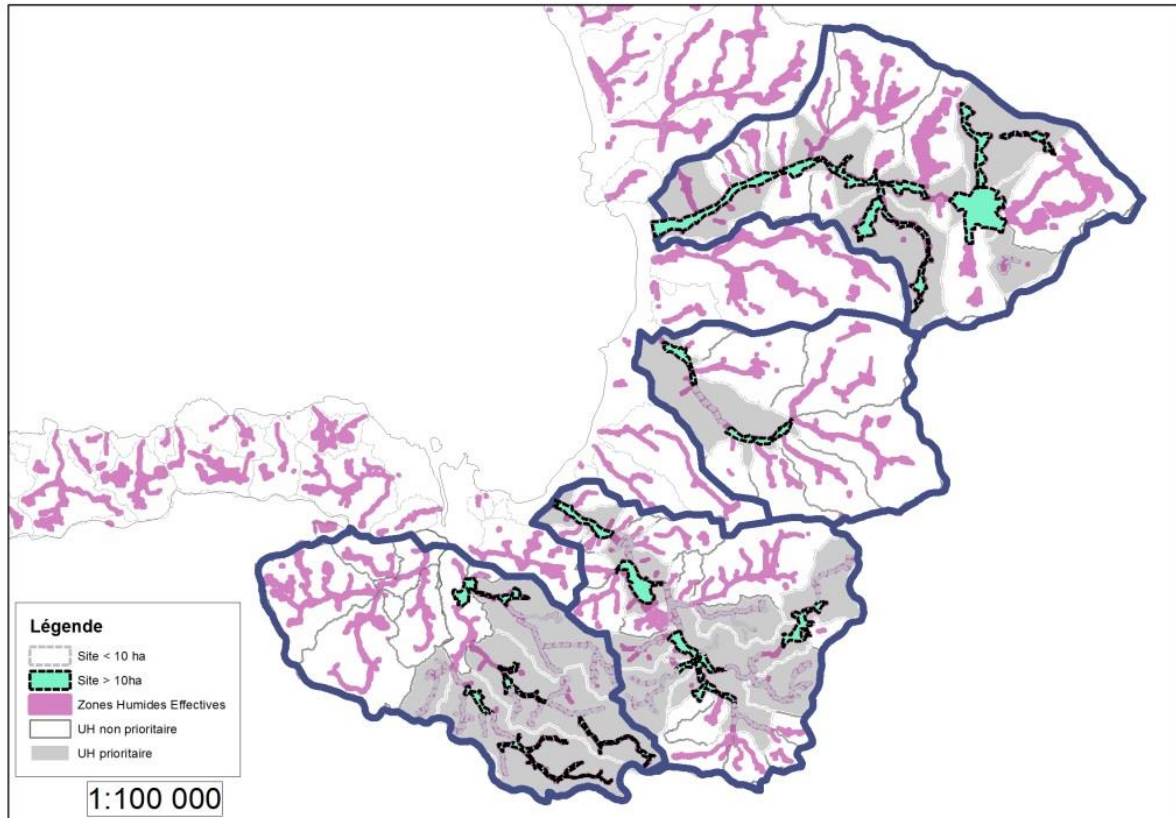 Légende
Site < 10 ha
Site > 10ha
Zones Humides Effectives
UH non prioritaire
UH prioritaire
1:100 000